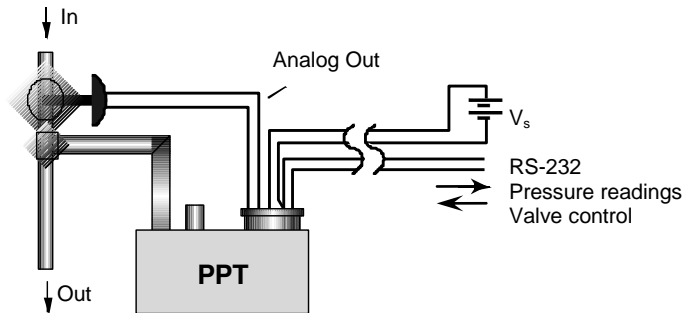 In
Analog Out
Vs
RS-232
Pressure readings
Valve control
PPT
Out